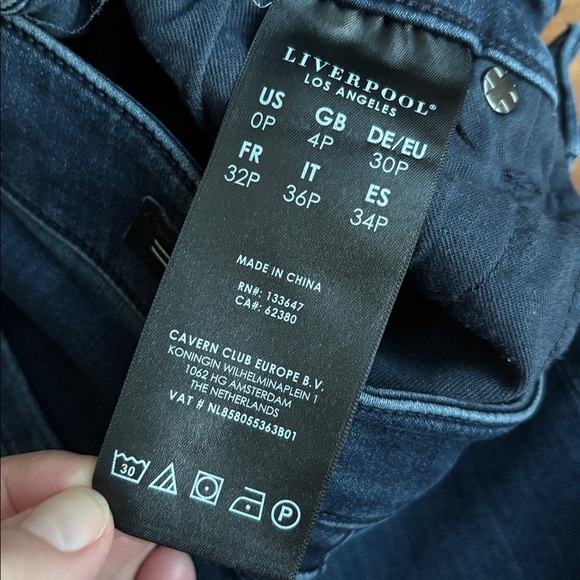 LIVERPOOL®
LOS ANGELES
US GB DE/EU
0P 4P 30P
FR IT ES
32P 36P 34P
MADE IN CHINA
RN#: 133647
CA#: 62380
CAVERN CLUB EUROPE B.V.
KONINGIN WILHELMINAPLEIN 1
1062 HG AMSTERDAM
THE NETHERLANDS
VAT # NL858055363B01
30 P